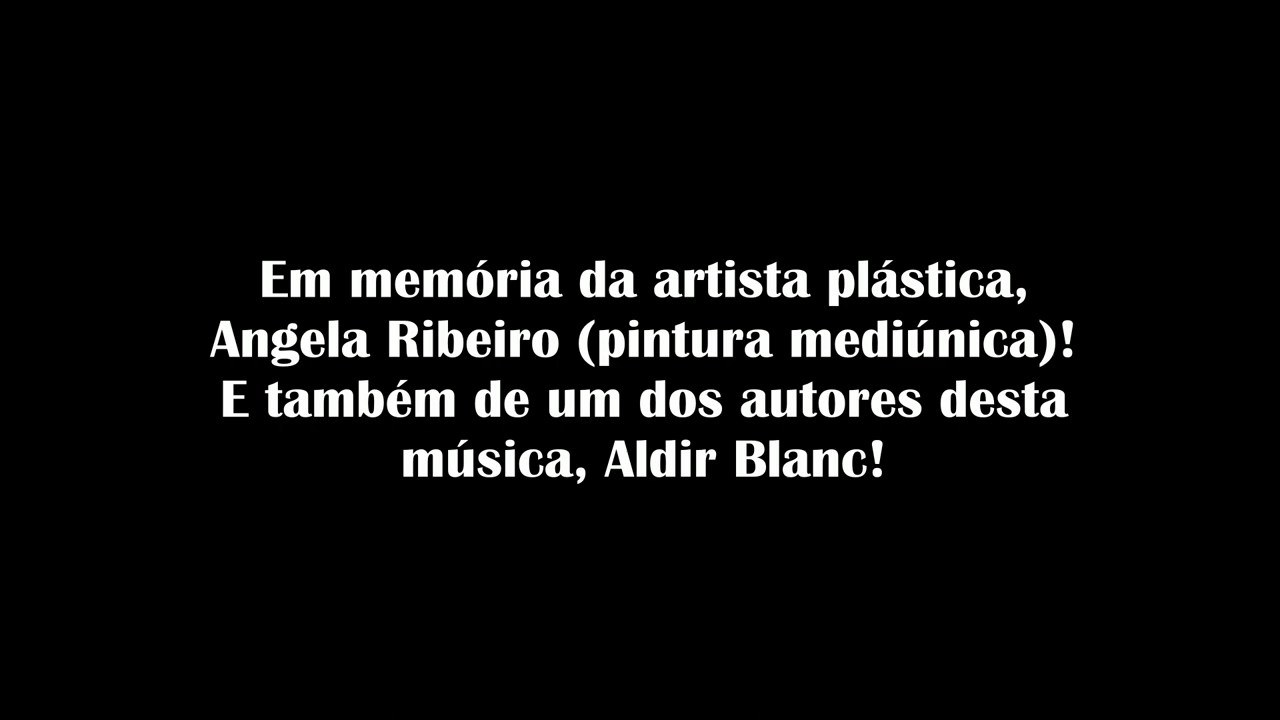 Em memória da artista plástica,
Angela Ribeiro (pintura mediúnica)!
E também de um dos autores desta
música, Aldir Blanc!